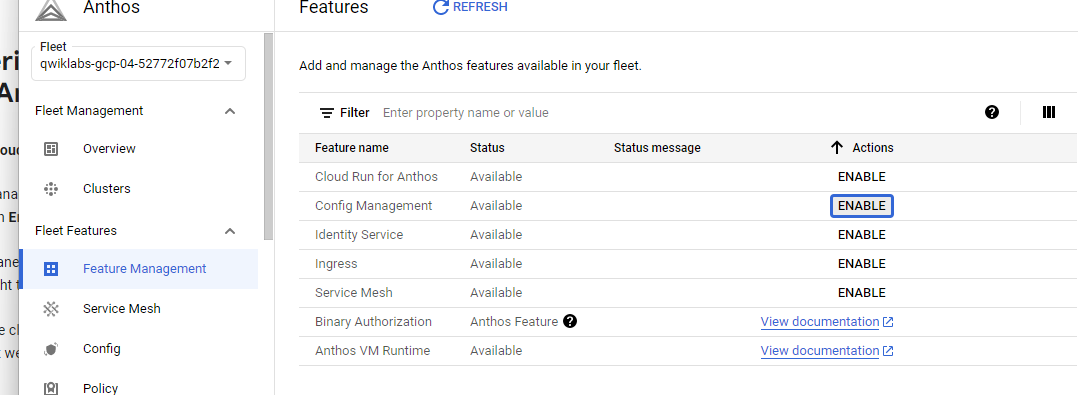 Anthos
Features
REFRESH
Fleet
qwiklabs-gcp-04-52772f07b2f2
Add and manage the Anthos features available in your fleet.
Fleet Management
Filter Enter property name or value
Overview
Feature name Status Status message Actions
Cloud Run for Anthos Available ENABLE
Clusters
Config Management Available ENABLE
Fleet Features
Identity Service Available ENABLE
Feature Management
Ingress Available ENABLE
Service Mesh Available ENABLE
Service Mesh
Binary Authorization Anthos Feature View documentation
Config
Anthos VM Runtime Available View documentation
Policy